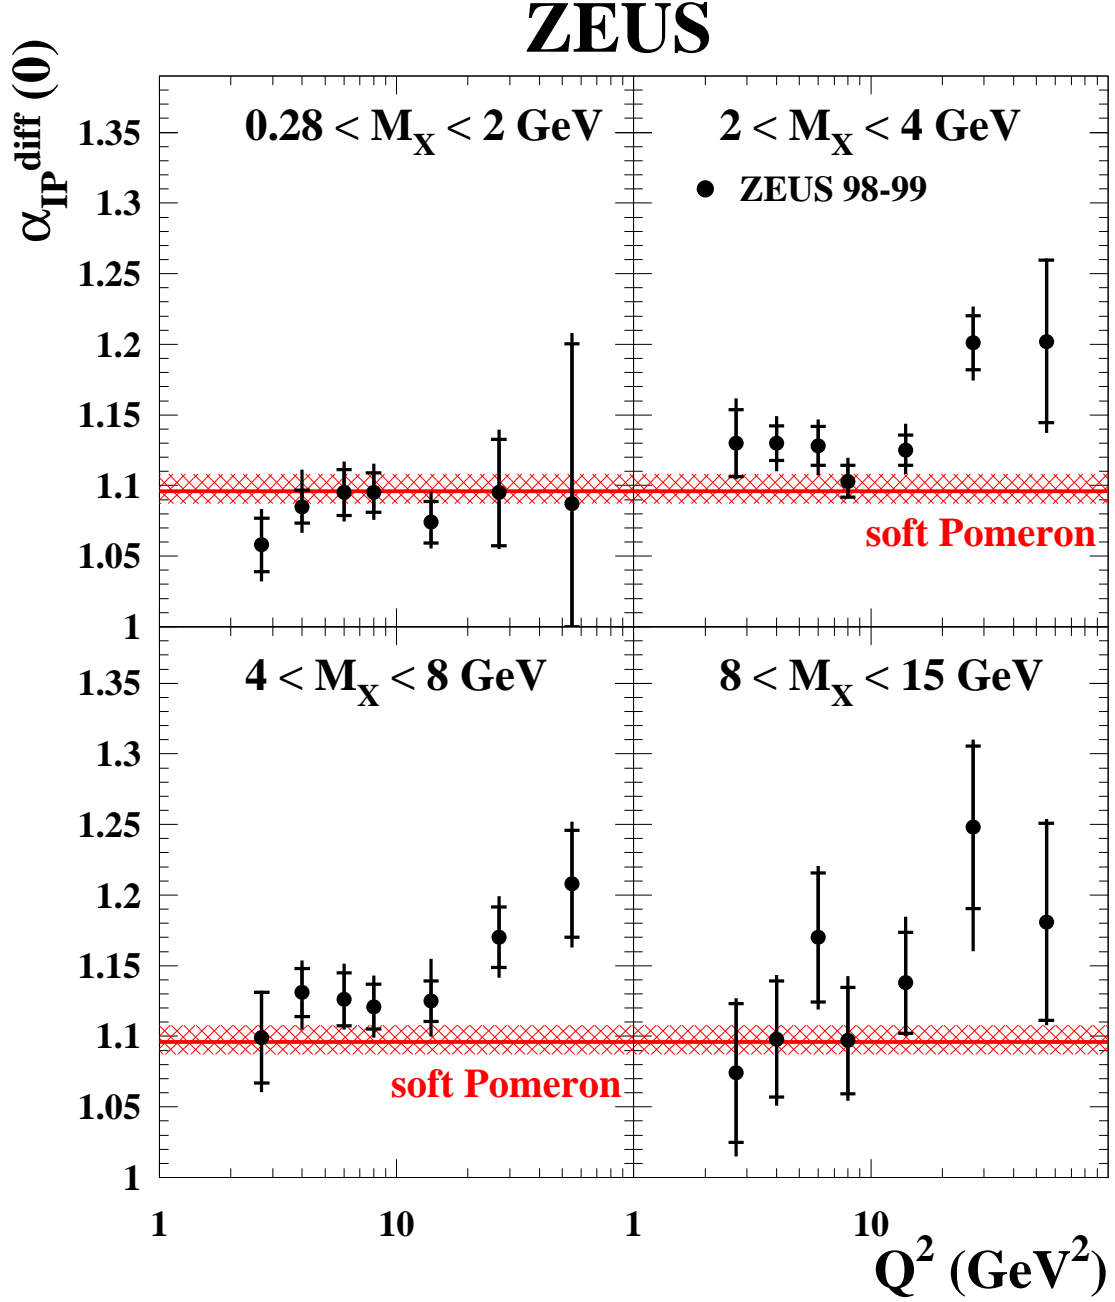 ZEUS
α_IP^diff (0)
0.28 < M_X < 2 GeV
2 < M_X < 4 GeV
ZEUS 98-99
1.35
1.3
1.25
1.2
1.15
1.1
1.05
1
soft Pomeron
4 < M_X < 8 GeV
8 < M_X < 15 GeV
1.35
1.3
1.25
1.2
1.15
1.1
1.05
1
soft Pomeron
1 10 1 10
Q² (GeV²)